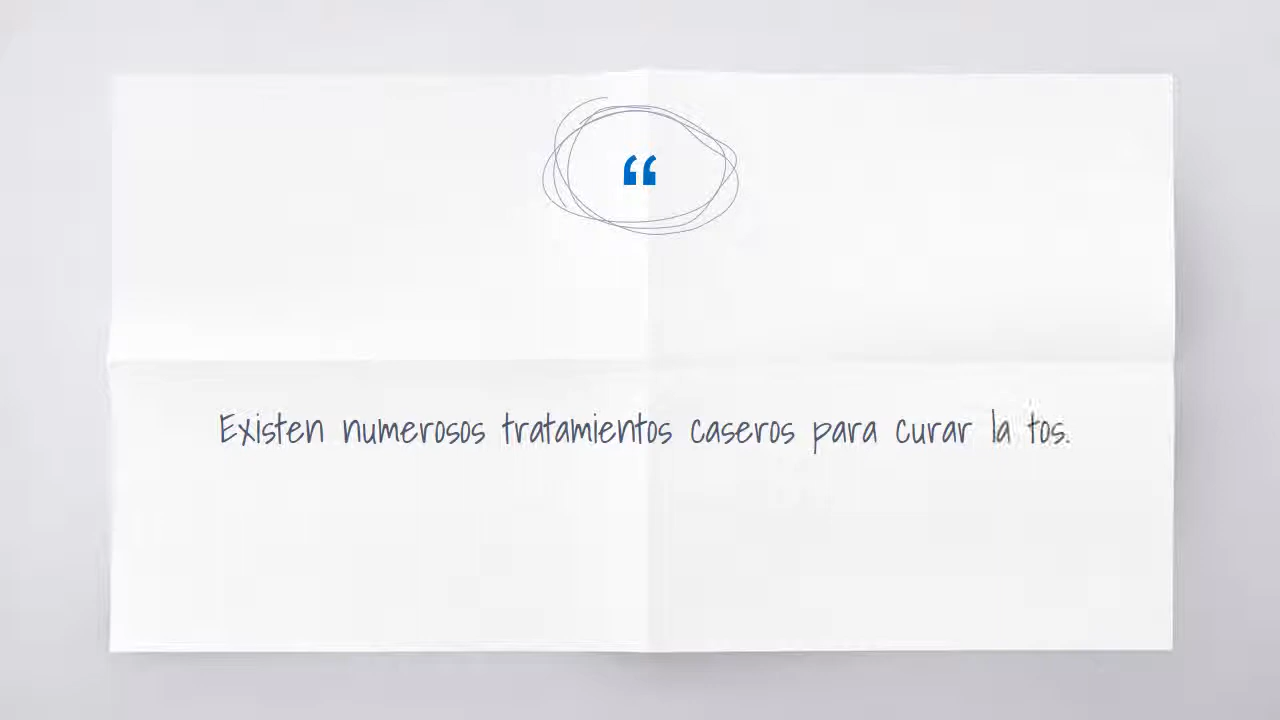 “
Existen numerosos tratamientos caseros para curar la tos.